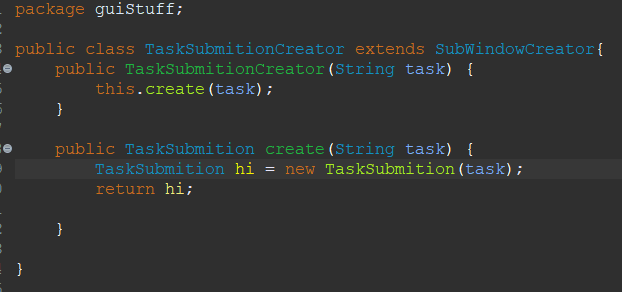 package guiStuff;
public class TaskSubmitionCreator extends SubWindowCreator{
public TaskSubmitionCreator(String task) {
this.create(task);
}
public TaskSubmition create(String task) {
TaskSubmition hi = new TaskSubmition(task);
return hi;
}
}